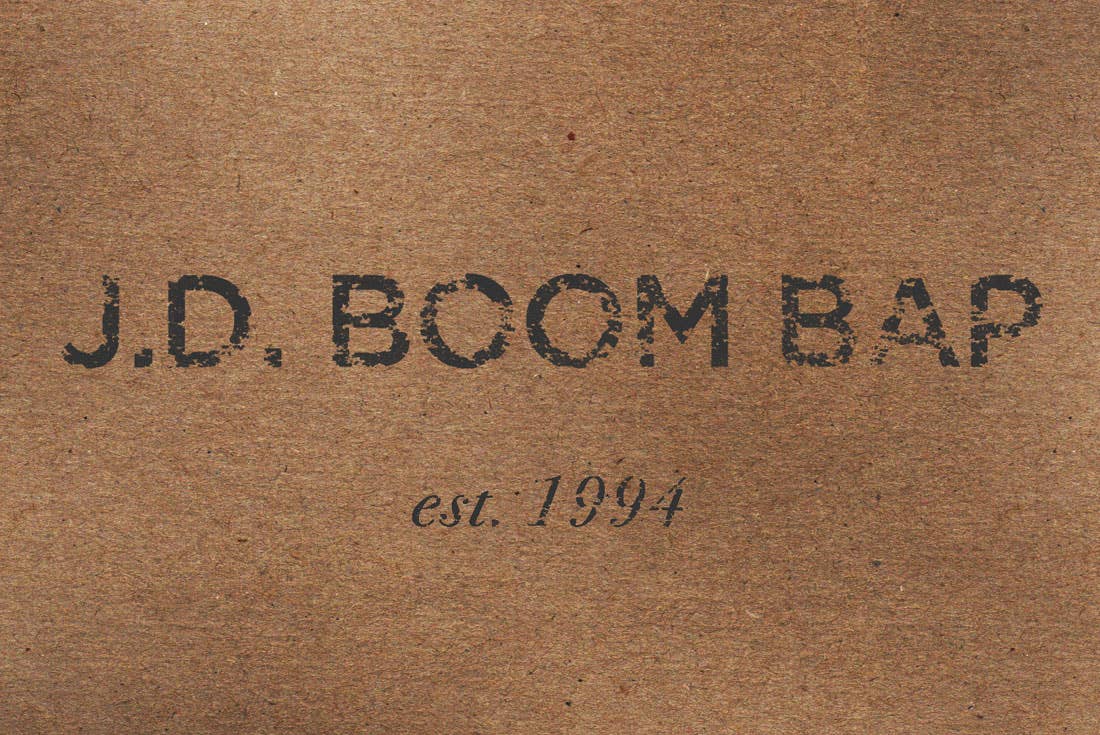 J.D. BOOM BAP
est. 1994